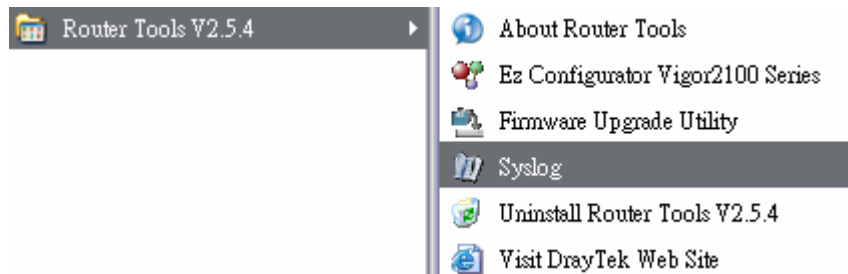 Router Tools V2.5.4
About Router Tools
Ez Configurator Vigor2100 Series
Firmware Upgrade Utility
Syslog
Uninstall Router Tools V2.5.4
Visit DrayTek Web Site